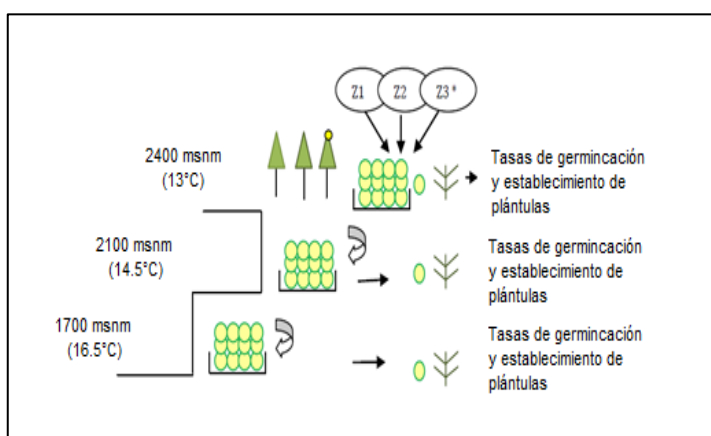 Z1 Z2 Z3*
2400 msnm
(13°C)
Tasas de germincación
y establecimiento de
plántulas
2100 msnm
(14.5°C)
Tasas de germincación
y establecimiento de
plántulas
1700 msnm
(16.5°C)
Tasas de germincación
y establecimiento de
plántulas